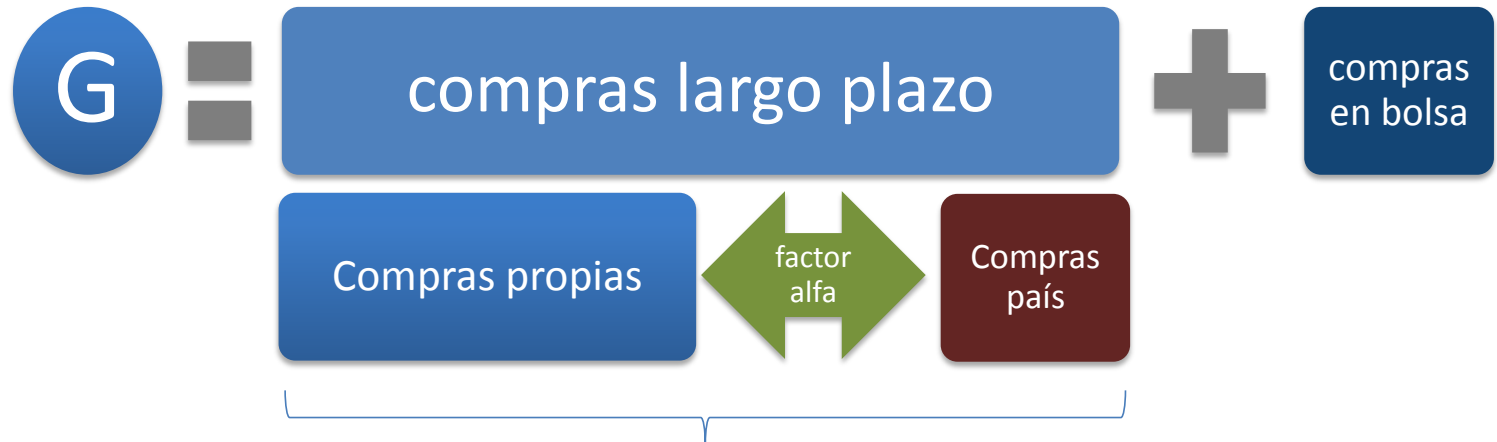 G
compras largo plazo
compras
en bolsa
Compras propias
factor
alfa
Compras
país